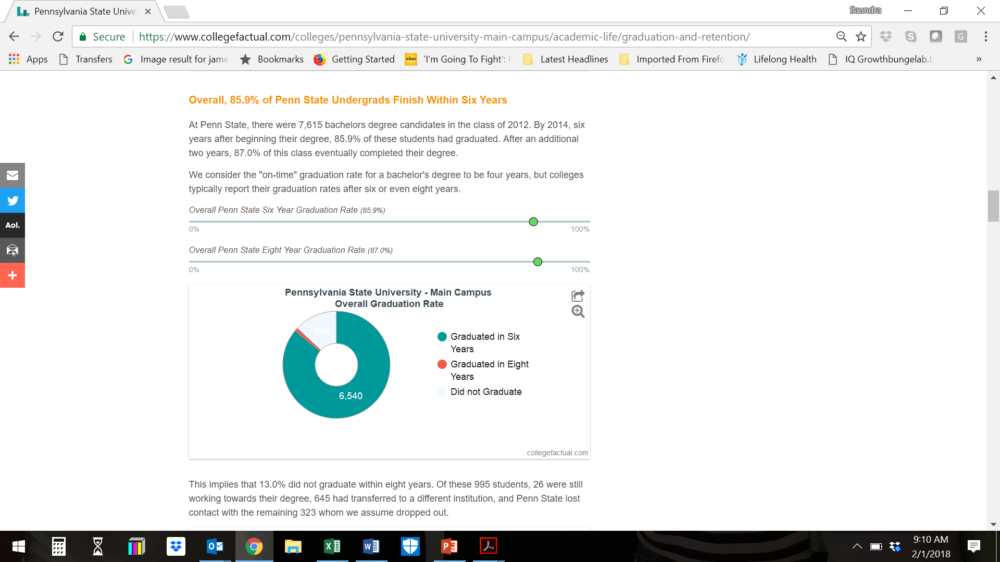 Pennsylvania State Unive
Saundra
Secure https://www.collegefactual.com/colleges/pennsylvania-state-university-main-campus/academic-life/graduation-and-retention/
Apps Transfers Image result for jame Bookmarks Getting Started wbur 'I'm Going To Fight': F Latest Headlines Imported From Firefo Lifelong Health IQ Growthbungelab.b »
Overall, 85.9% of Penn State Undergrads Finish Within Six Years
At Penn State, there were 7,615 bachelors degree candidates in the class of 2012. By 2014, six
years after beginning their degree, 85.9% of these students had graduated. After an additional
two years, 87.0% of this class eventually completed their degree.
We consider the "on-time" graduation rate for a bachelor's degree to be four years, but colleges
typically report their graduation rates after six or even eight years.
Aol.
Overall Penn State Six Year Graduation Rate (85.9%)
0% 100%
Overall Penn State Eight Year Graduation Rate (87.0%)
0% 100%
Pennsylvania State University - Main Campus
Overall Graduation Rate
994
6,540
Graduated in Six
Years
Graduated in Eight
Years
Did not Graduate
collegefactual.com
This implies that 13.0% did not graduate within eight years. Of these 995 students, 26 were still
working towards their degree, 645 had transferred to a different institution, and Penn State lost
contact with the remaining 323 whom we assume dropped out.
9:10 AM
2/1/2018